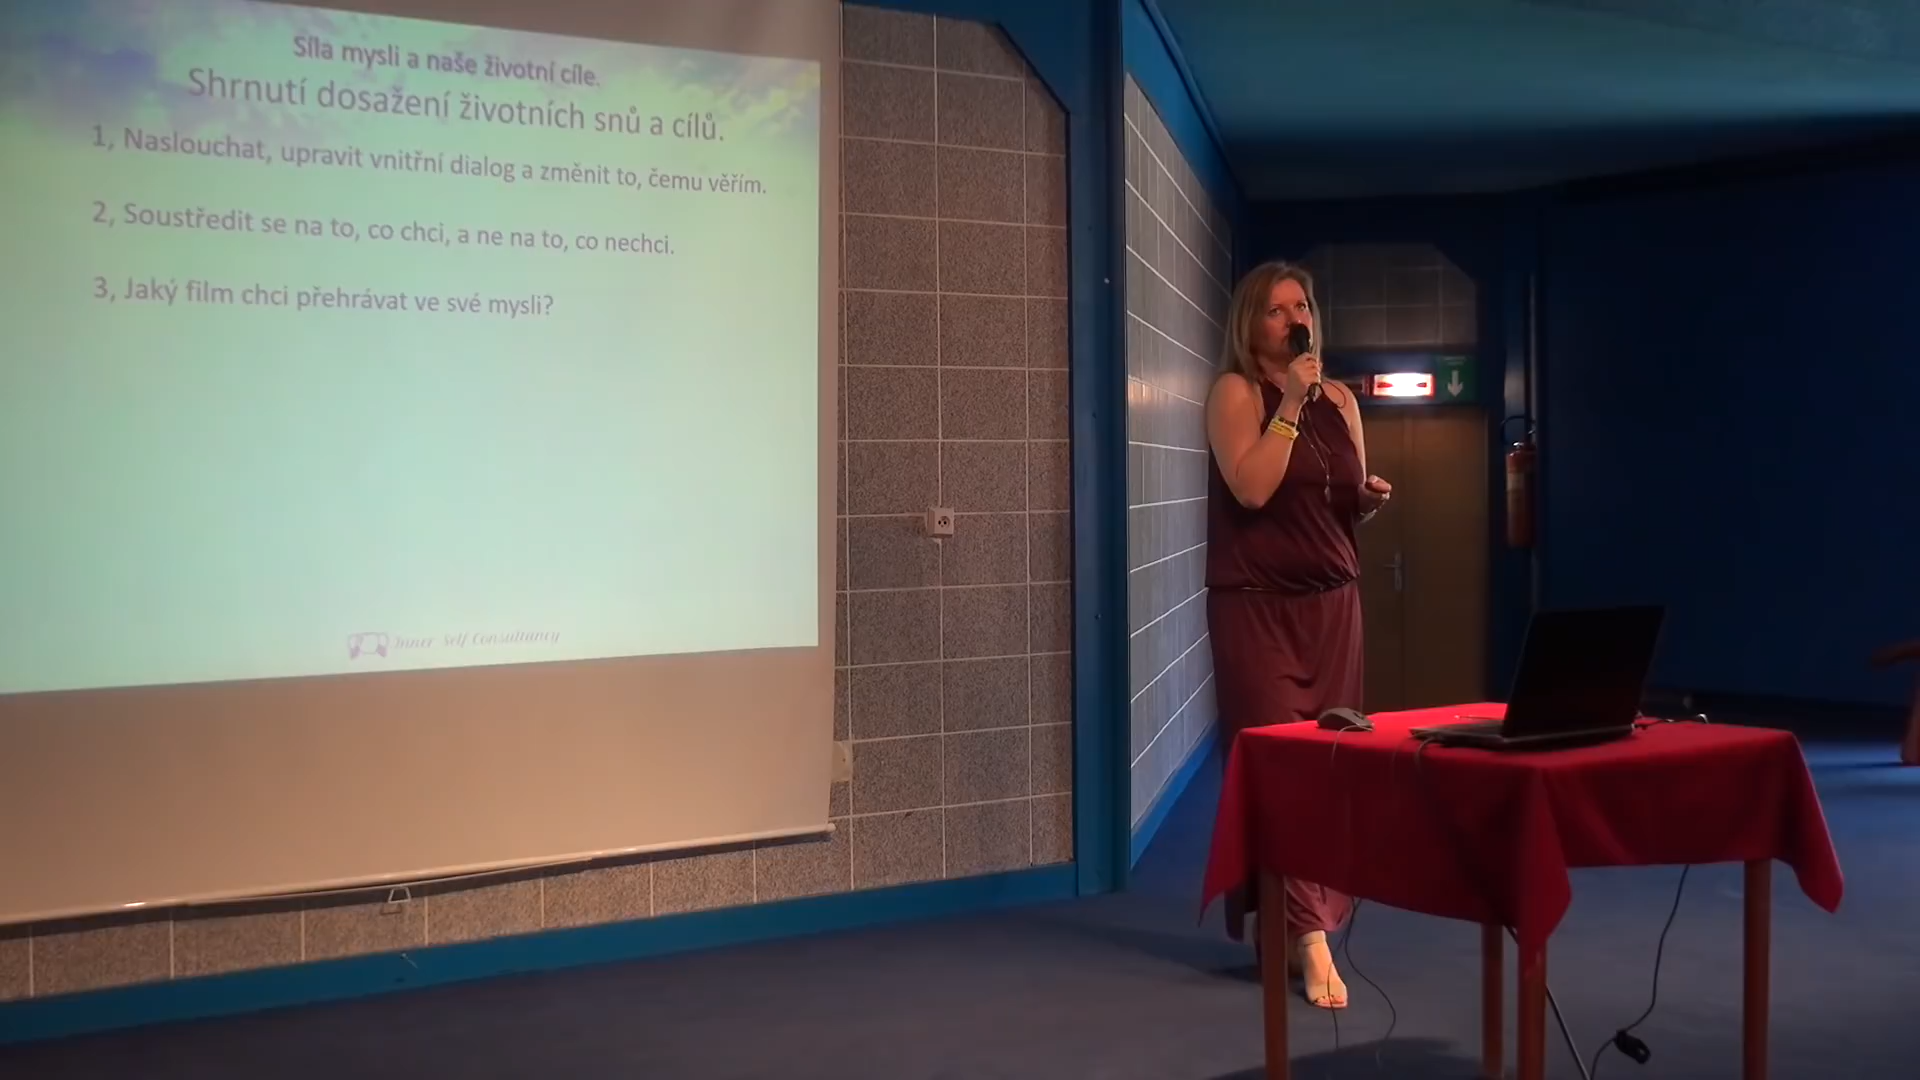 Síla mysli a naše životní cíle.
Shrnutí dosažení životních snů a cílů.
1, Naslouchat, upravit vnitřní dialog a změnit to, čemu věřím.
2, Soustředit se na to, co chci, a ne na to, co nechci.
3, Jaký film chci přehrávat ve své mysli?
Inner Self Consultancy